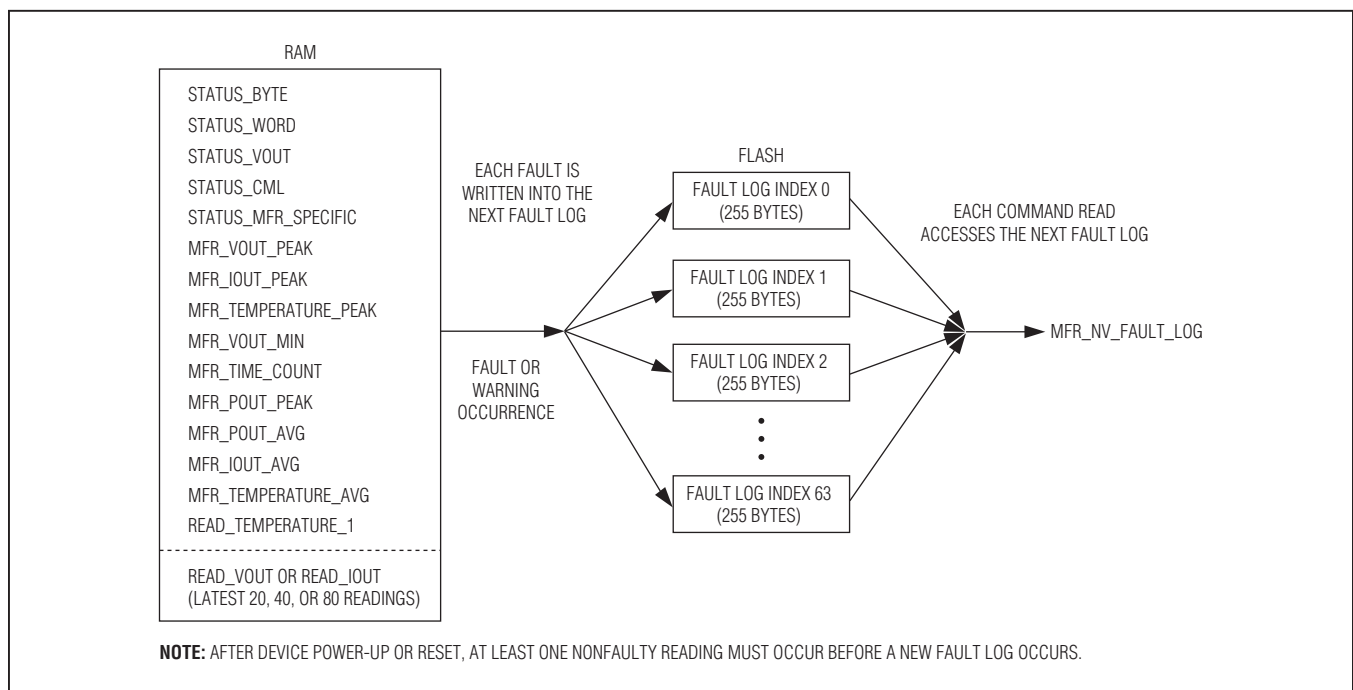 RAM
STATUS_BYTE
STATUS_WORD
STATUS_VOUT
STATUS_CML
STATUS_MFR_SPECIFIC
MFR_VOUT_PEAK
MFR_IOUT_PEAK
MFR_TEMPERATURE_PEAK
MFR_VOUT_MIN
MFR_TIME_COUNT
MFR_POUT_PEAK
MFR_POUT_AVG
MFR_IOUT_AVG
MFR_TEMPERATURE_AVG
READ_TEMPERATURE_1
READ_VOUT OR READ_IOUT
(LATEST 20, 40, OR 80 READINGS)
EACH FAULT IS
WRITTEN INTO THE
NEXT FAULT LOG
FAULT OR
WARNING
OCCURRENCE
FLASH
FAULT LOG INDEX 0
(255 BYTES)
FAULT LOG INDEX 1
(255 BYTES)
FAULT LOG INDEX 2
(255 BYTES)
FAULT LOG INDEX 63
(255 BYTES)
EACH COMMAND READ
ACCESSES THE NEXT FAULT LOG
MFR_NV_FAULT_LOG
NOTE: AFTER DEVICE POWER-UP OR RESET, AT LEAST ONE NONFAULTY READING MUST OCCUR BEFORE A NEW FAULT LOG OCCURS.